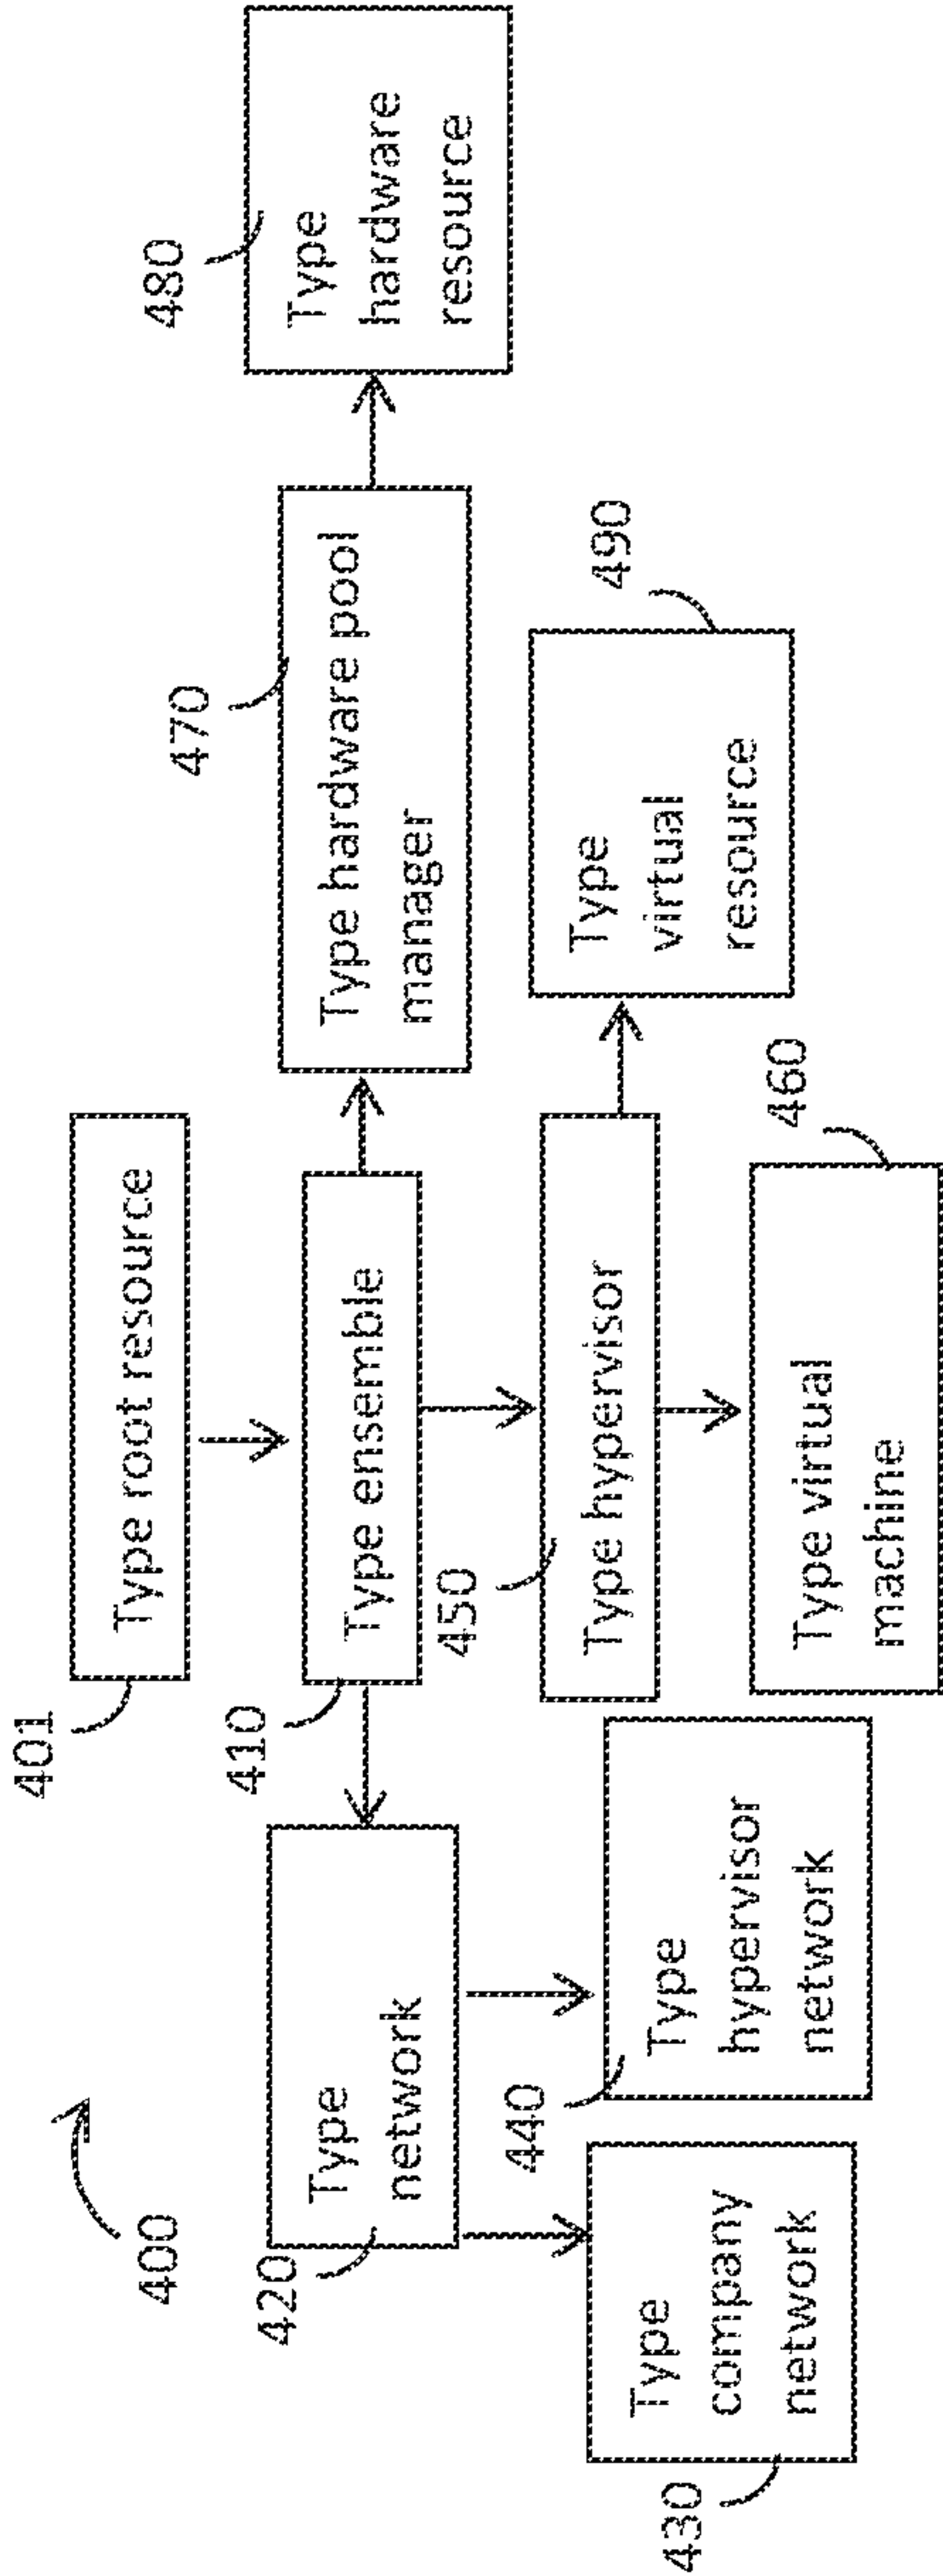 400
401
Type root resource
410
Type ensemble
420
Type
network
430
Type
company
network
440
Type
hypervisor
network
450
Type hypervisor
460
Type virtual
machine
470
Type hardware pool
manager
480
Type
hardware
resource
490
Type
virtual
resource